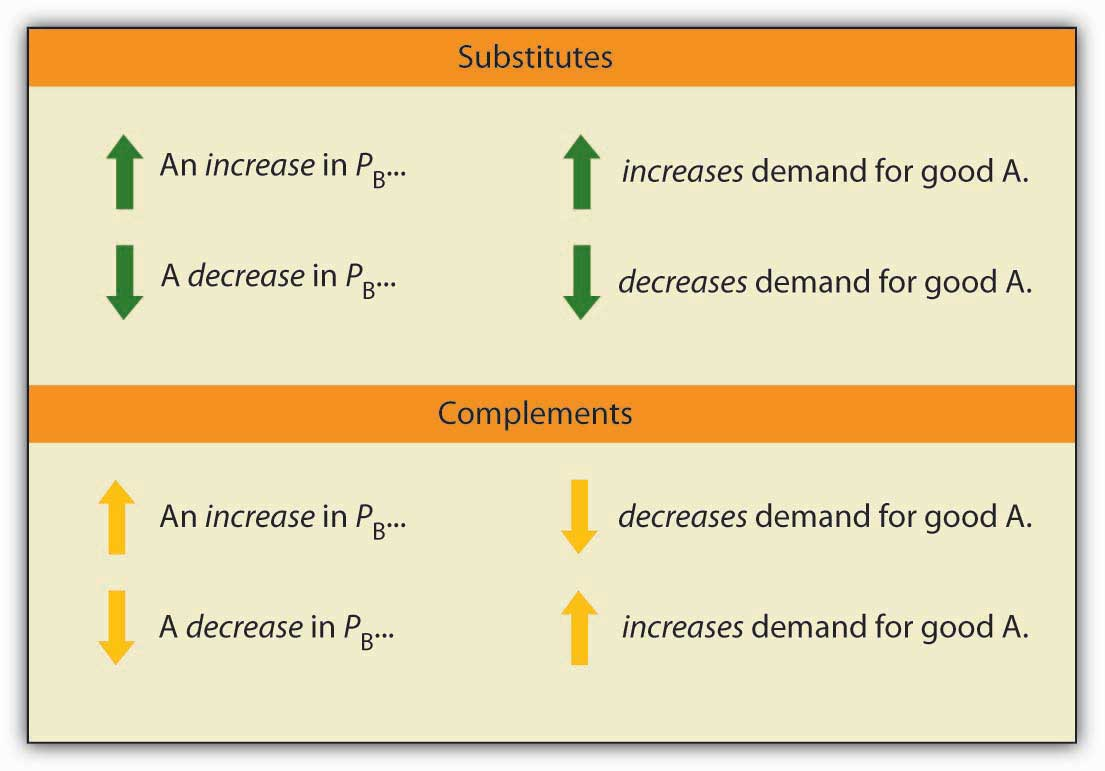 Substitutes
An increase in PB... increases demand for good A.
A decrease in PB... decreases demand for good A.
Complements
An increase in PB... decreases demand for good A.
A decrease in PB... increases demand for good A.